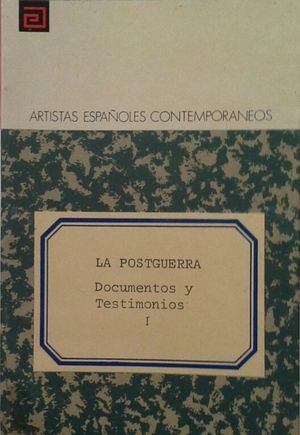 ARTISTAS ESPAÑOLES CONTEMPORANEOS
LA POSTGUERRA
Documentos y
Testimonios
I